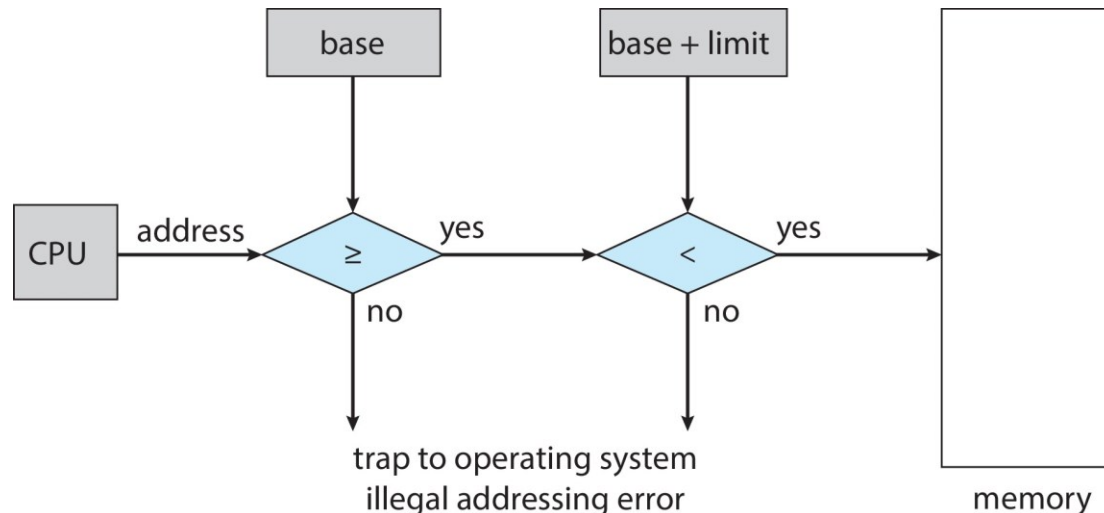 base
base + limit
CPU
address
≥
yes
<
yes
no
no
trap to operating system
illegal addressing error
memory